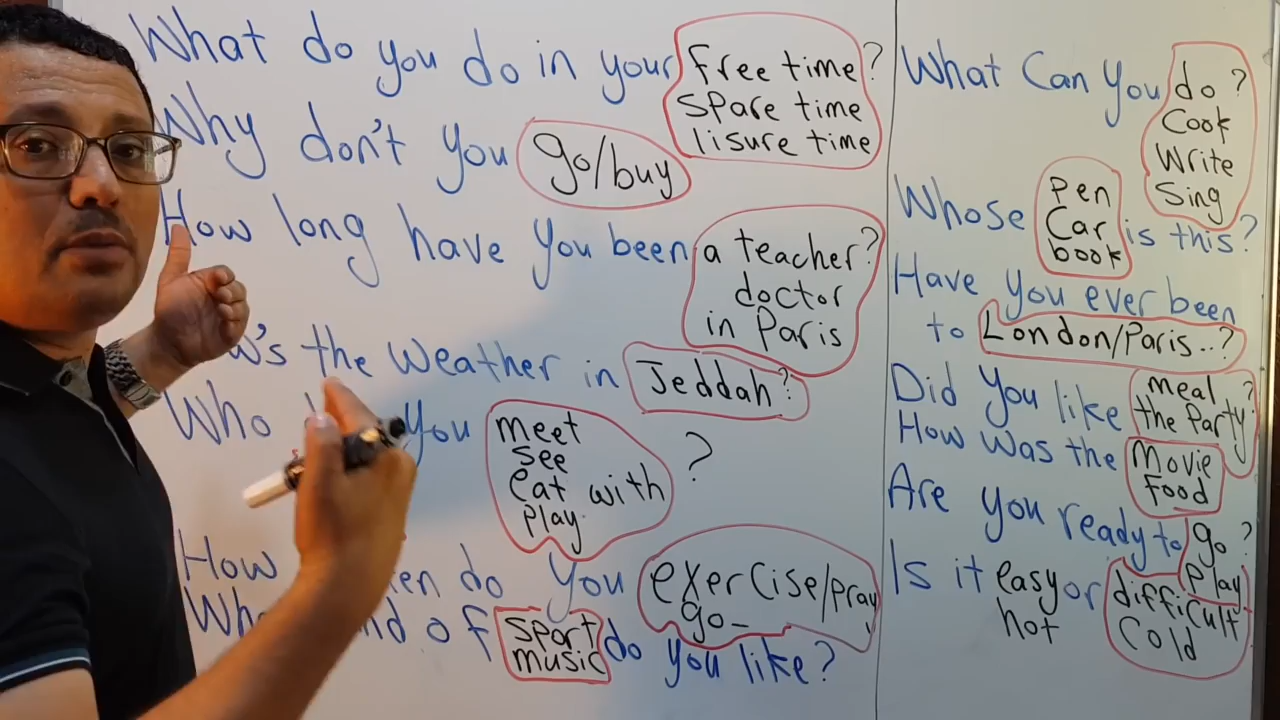 What do you do in your free time?
spare time
lisure time
Why don't you go/buy
How long have you been a teacher?
doctor
in Paris
w's the weather in Jeddah?
Who you meet ?
see
eat with
play
How en do you exercise/pray
go_
nd of sport do you like?
music
What Can you do?
Cook
Write
Sing
Whose pen is this?
Car
book
Have you ever been
to London/Paris..?
Did you like meal ?
the Party
How was the Movie
food
Are you ready to go?
play
Is it easy or difficult
hot Cold